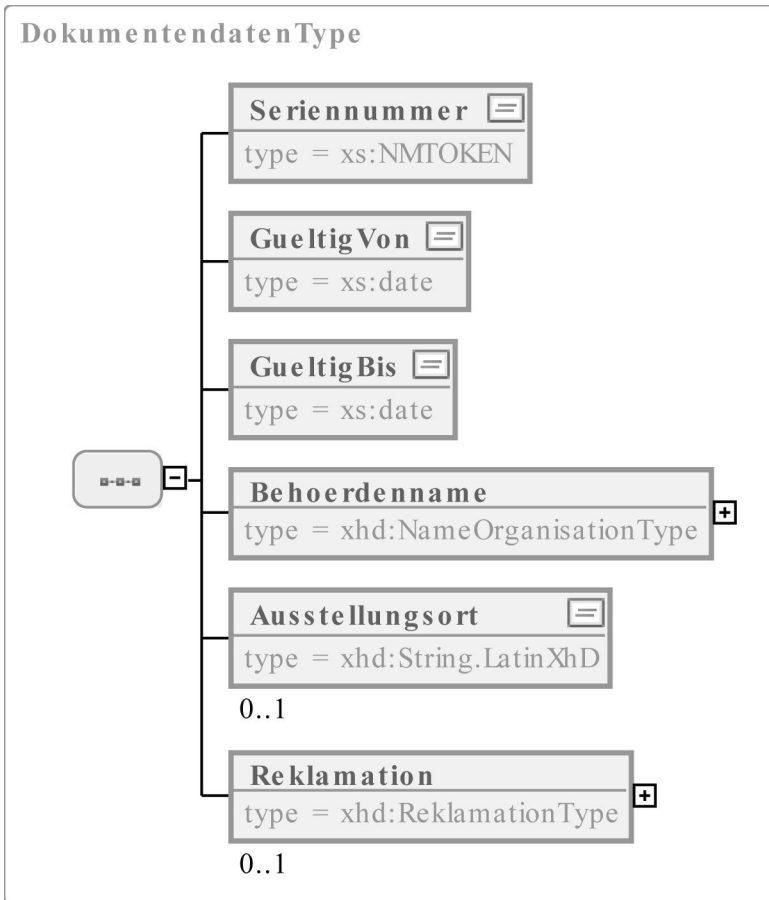 DokumentendatenType
Seriennummer
type = xs:NMTOKEN
GueltigVon
type = xs:date
GueltigBis
type = xs:date
Behoerdenname
type = xhd:NameOrganisationType
Ausstellungsort
type = xhd:String.LatinXhD
0..1
Reklamation
type = xhd:ReklamationType
0..1